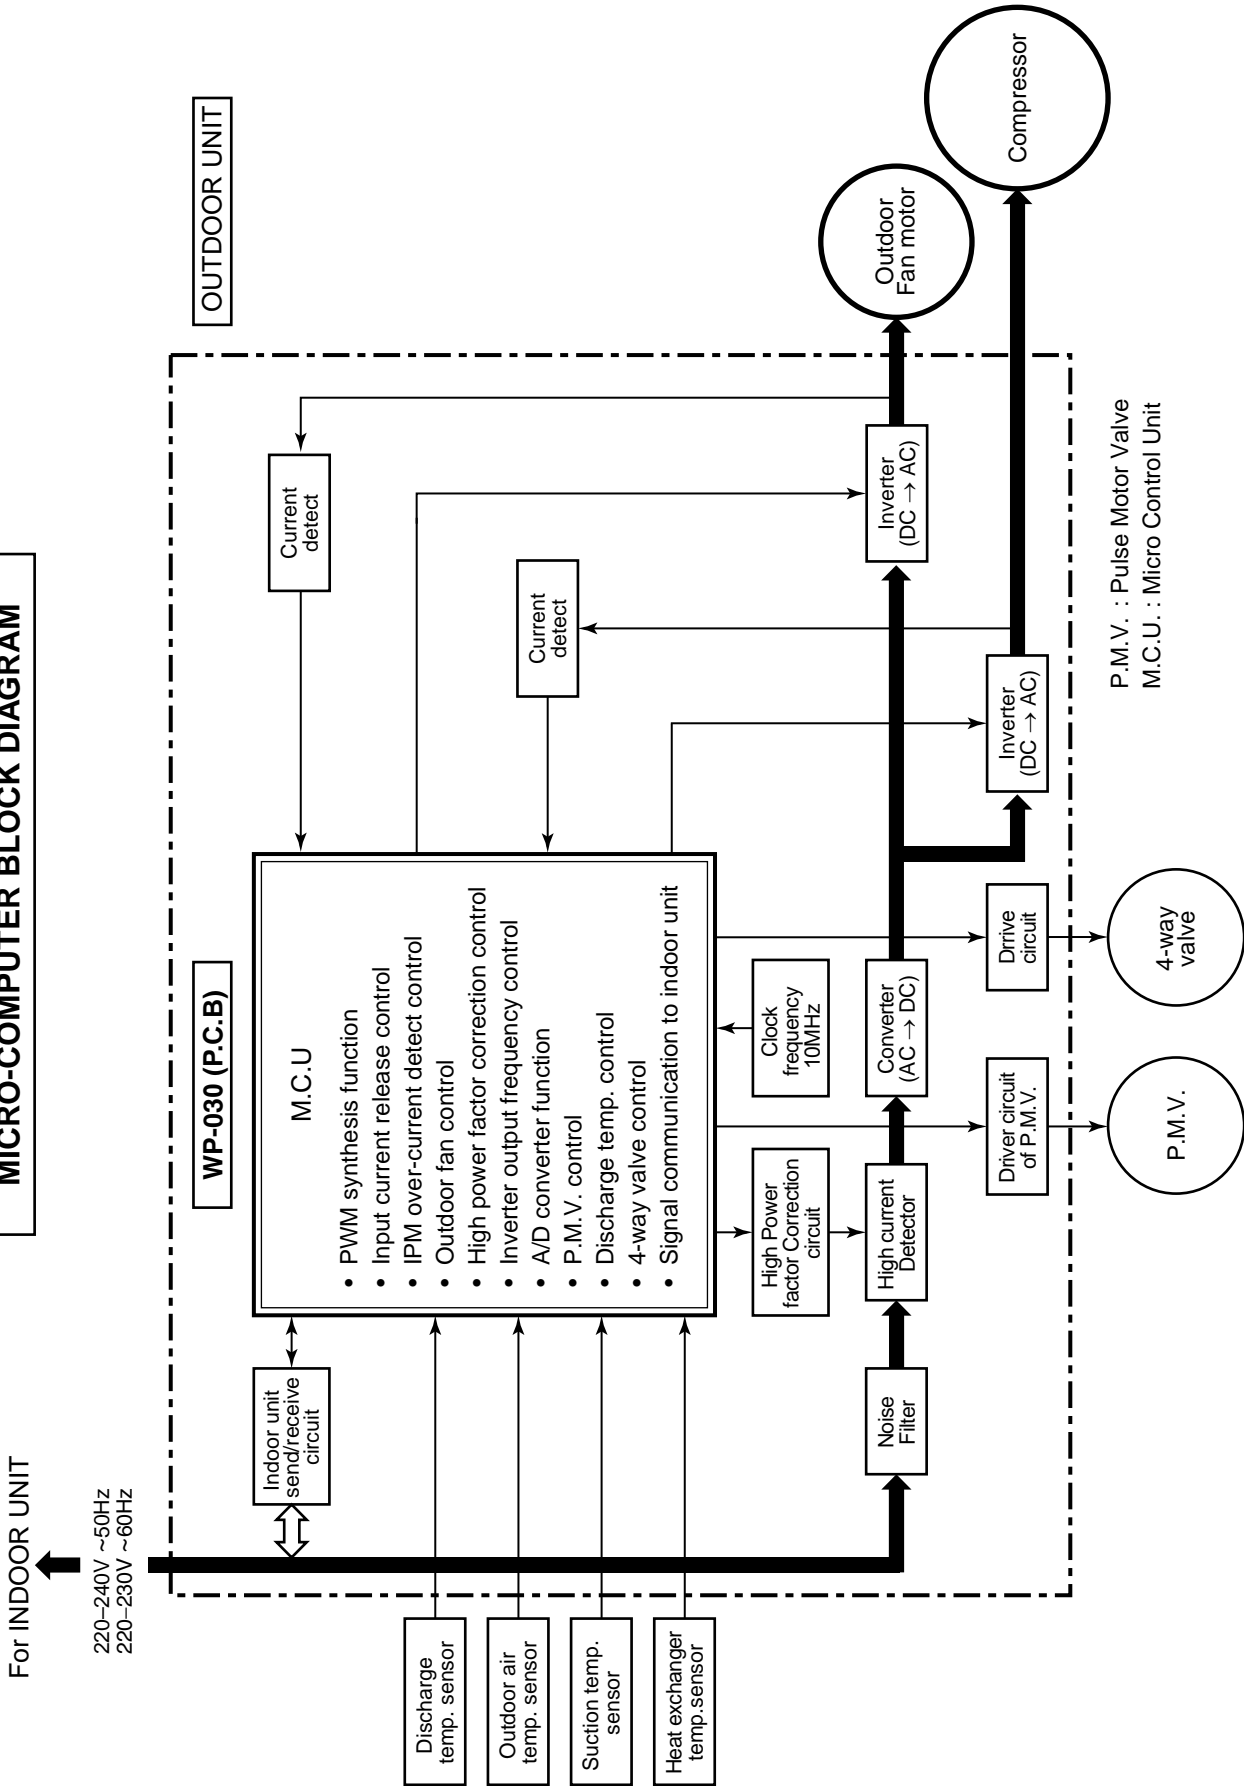 MICRO-COMPUTER BLOCK DIAGRAM
For INDOOR UNIT
220–240V ~50Hz
220–230V ~60Hz
OUTDOOR UNIT
WP-030 (P.C.B)
Indoor unit
send/receive
circuit
M.C.U
• PWM synthesis function
• Input current release control
• IPM over-current detect control
• Outdoor fan control
• High power factor correction control
• Inverter output frequency control
• A/D converter function
• P.M.V. control
• Discharge temp. control
• 4-way valve control
• Signal communication to indoor unit
Current
detect
Current
detect
Discharge
temp. sensor
Outdoor air
temp. sensor
Suction temp.
sensor
Heat exchanger
temp.sensor
High Power
factor Correction
circuit
Clock
frequency
10MHz
Noise
Filter
High current
Detector
Converter
(AC → DC)
Inverter
(DC → AC)
Outdoor
Fan motor
Driver circuit
of P.M.V.
Drrive
circuit
Inverter
(DC → AC)
Compressor
P.M.V.
4-way
valve
P.M.V. : Pulse Motor Valve
M.C.U. : Micro Control Unit